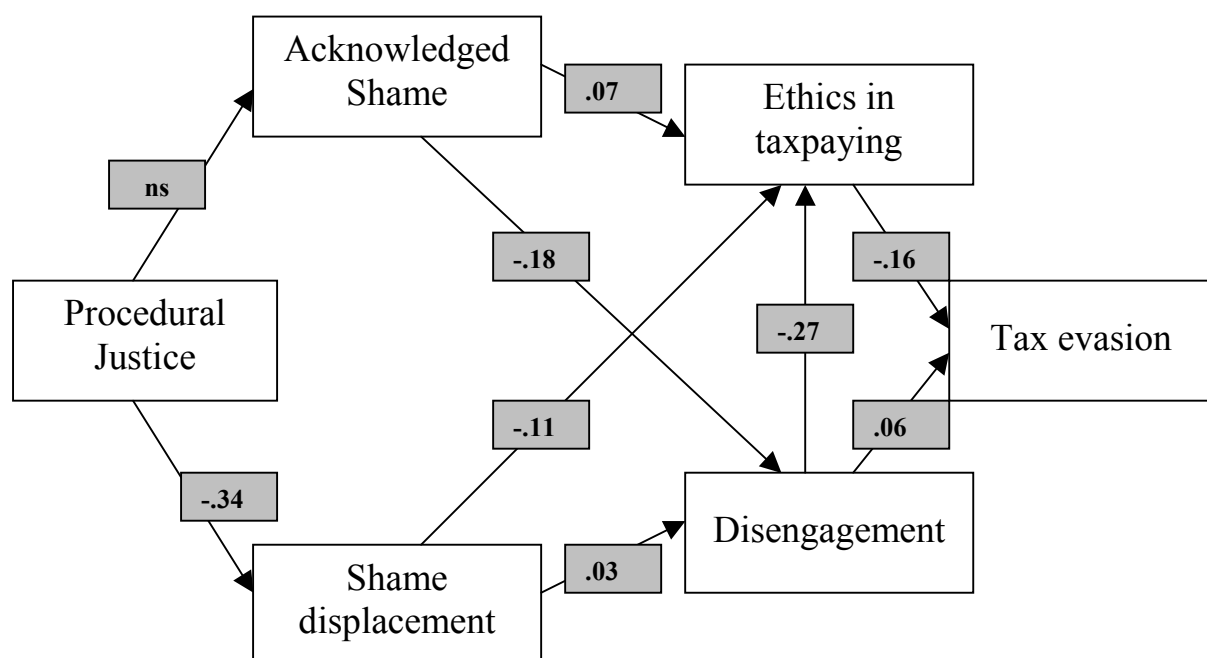 Acknowledged
Shame
.07
Ethics in
taxpaying
ns
-.18
-.16
Procedural
Justice
-.27
Tax evasion
-.11
.06
-.34
Disengagement
.03
Shame
displacement